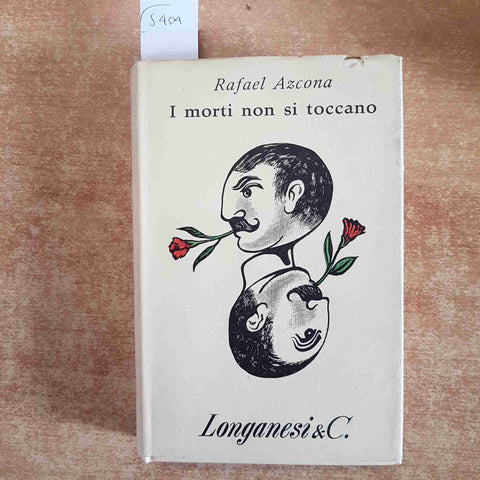 5404
Rafael Azcona
I morti non si toccano
Longanesi & C.